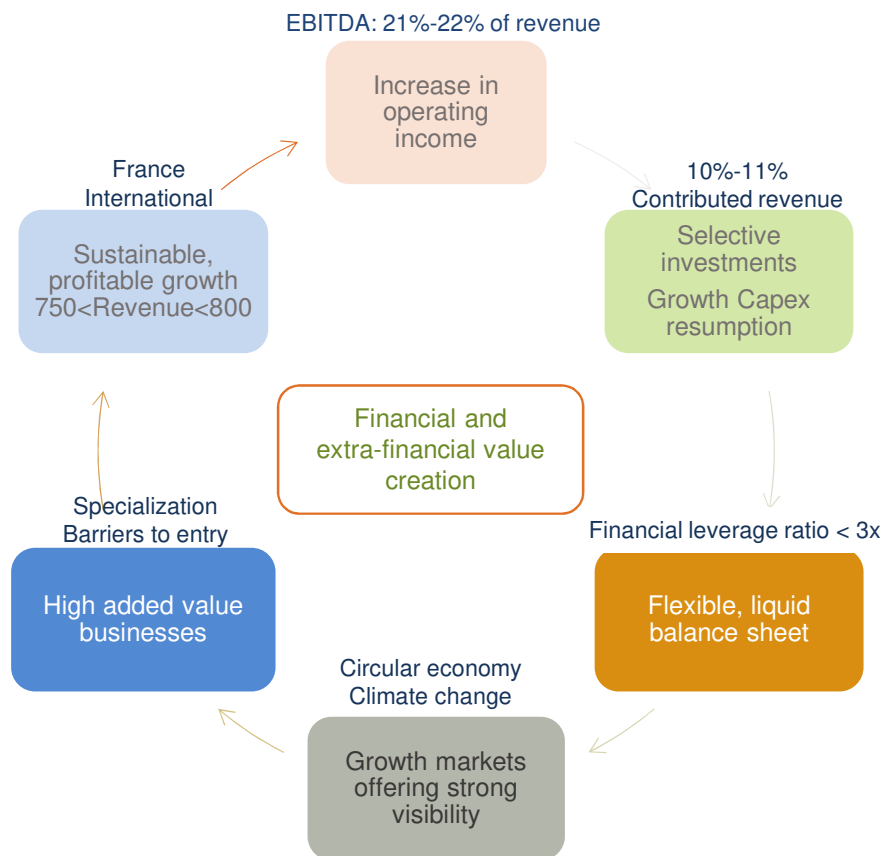 EBITDA: 21%-22% of revenue
Increase in
operating
income
10%-11%
Contributed revenue
Selective
investments
Growth Capex
resumption
Financial leverage ratio < 3x
Flexible, liquid
balance sheet
Circular economy
Climate change
Growth markets
offering strong
visibility
Specialization
Barriers to entry
High added value
businesses
France
International
Sustainable,
profitable growth
750<Revenue<800
Financial and
extra-financial value
creation